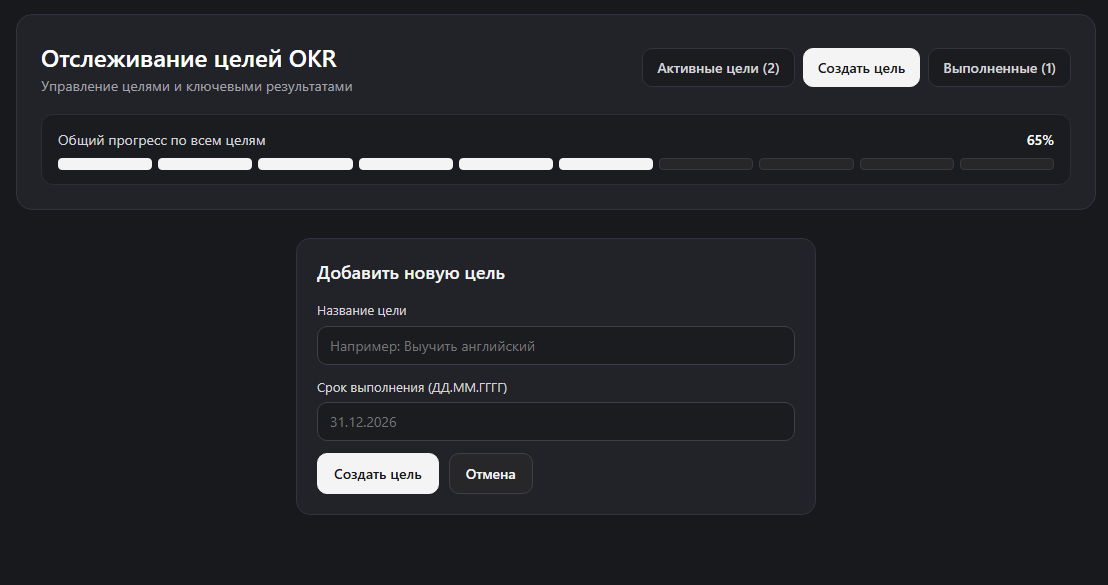 Отслеживание целей OKR
Управление целями и ключевыми результатами
Активные цели (2)
Создать цель
Выполненные (1)
Общий прогресс по всем целям
65%
Добавить новую цель
Название цели
Например: Выучить английский
Срок выполнения (ДД.ММ.ГГГГ)
31.12.2026
Создать цель
Отмена